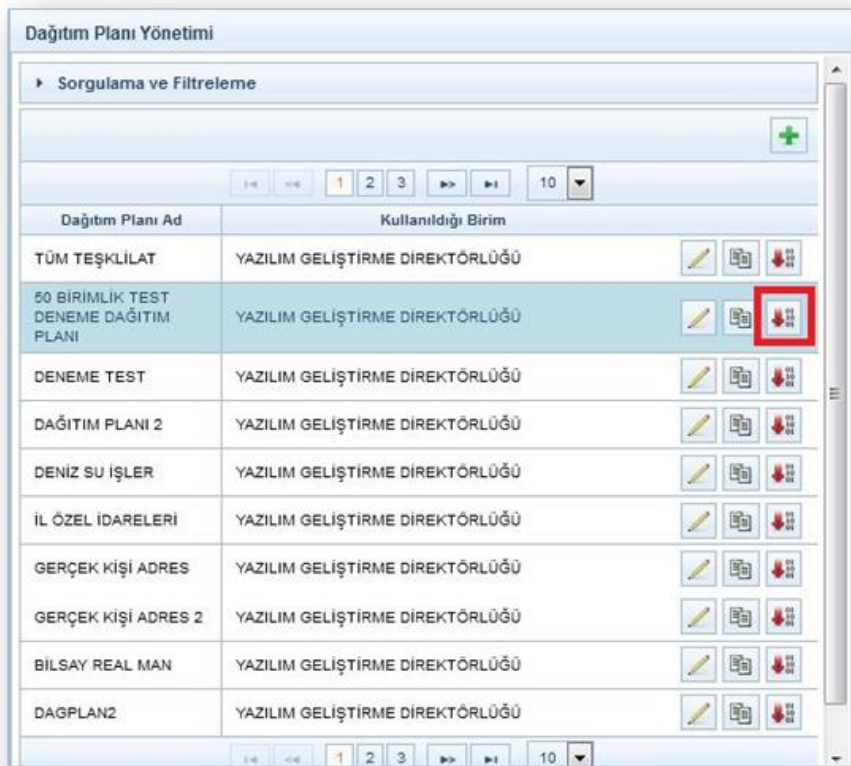 Dağıtım Planı Yönetimi
Sorgulama ve Filtreleme
1 2 3 10
Dağıtım Planı Ad Kullanıldığı Birim
TÜM TEŞKLİLAT YAZILIM GELİŞTİRME DİREKTÖRLÜĞÜ
50 BİRİMLİK TEST
DENEME DAĞITIM
PLANI
YAZILIM GELİŞTİRME DİREKTÖRLÜĞÜ
DENEME TEST YAZILIM GELİŞTİRME DİREKTÖRLÜĞÜ
DAĞITIM PLANI 2 YAZILIM GELİŞTİRME DİREKTÖRLÜĞÜ
DENİZ SU İŞLER YAZILIM GELİŞTİRME DİREKTÖRLÜĞÜ
İL ÖZEL İDARELERİ YAZILIM GELİŞTİRME DİREKTÖRLÜĞÜ
GERÇEK KİŞİ ADRES YAZILIM GELİŞTİRME DİREKTÖRLÜĞÜ
GERÇEK KİŞİ ADRES 2 YAZILIM GELİŞTİRME DİREKTÖRLÜĞÜ
BİLSAY REAL MAN YAZILIM GELİŞTİRME DİREKTÖRLÜĞÜ
DAGPLAN2 YAZILIM GELİŞTİRME DİREKTÖRLÜĞÜ
1 2 3 10